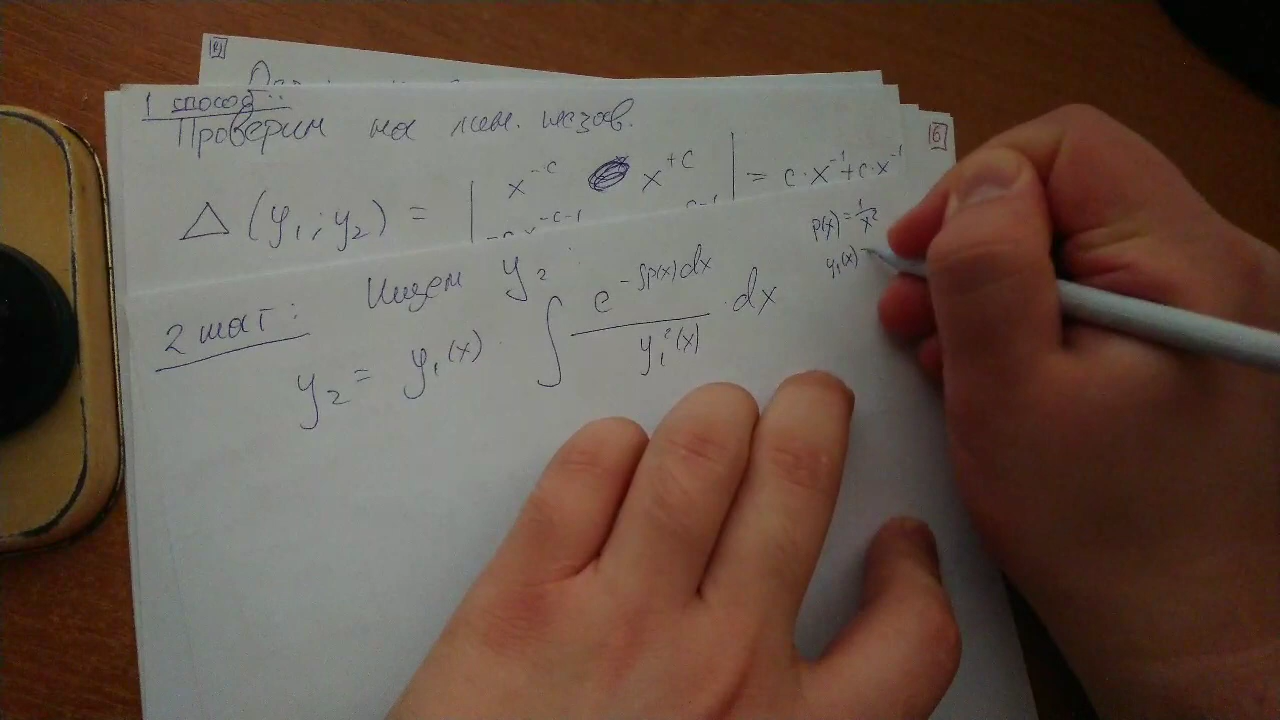 1 способ:
Проверим на лин. незав.
Δ(y₁; y₂) = | x^{-c} x^{+c} | = c·x^{-1}+c·x^{-1}
2 шаг: Ищем y₂:
y₂ = y₁(x) · ∫ e^{-∫p(x)dx} / y₁²(x) dx
p(x) = 1/x²
y₁(x)
6